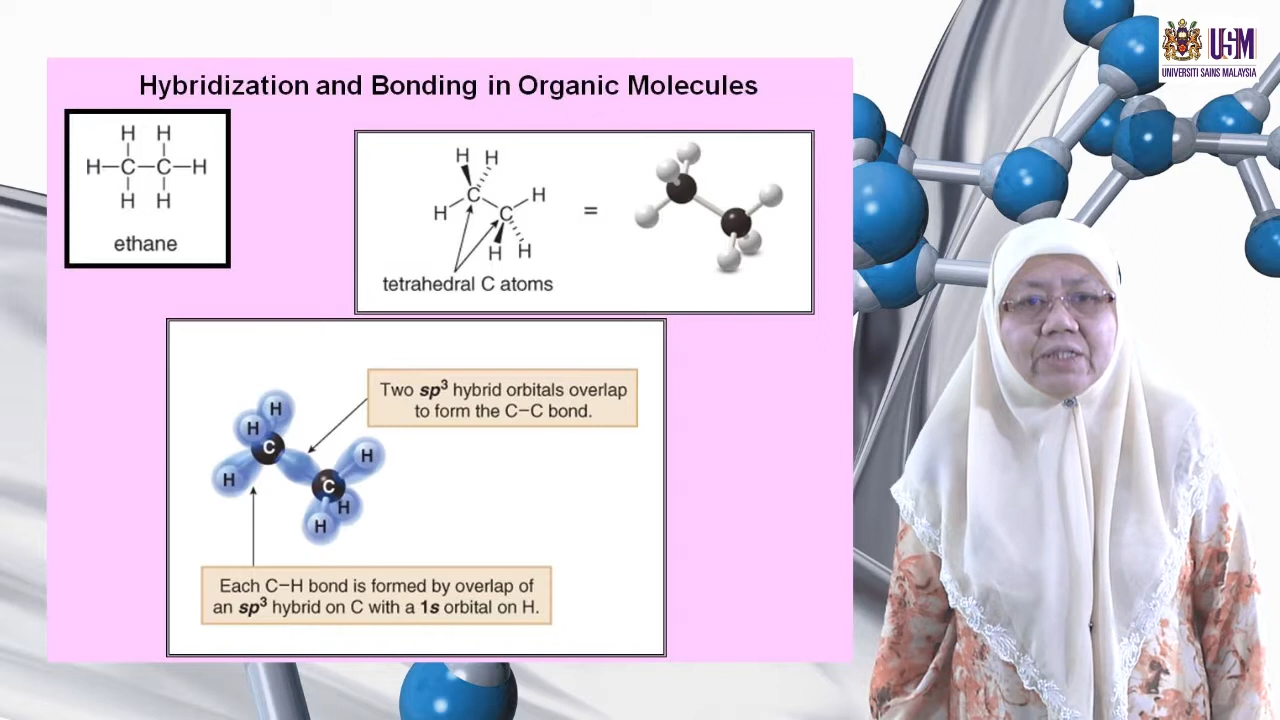 USM
UNIVERSITI SAINS MALAYSIA
Hybridization and Bonding in Organic Molecules
H H
H–C–C–H
H H
ethane
H H
C H
H C
H H
=
tetrahedral C atoms
Two sp³ hybrid orbitals overlap
to form the C–C bond.
H
H
C
H
H
C
H
H
Each C–H bond is formed by overlap of
an sp³ hybrid on C with a 1s orbital on H.